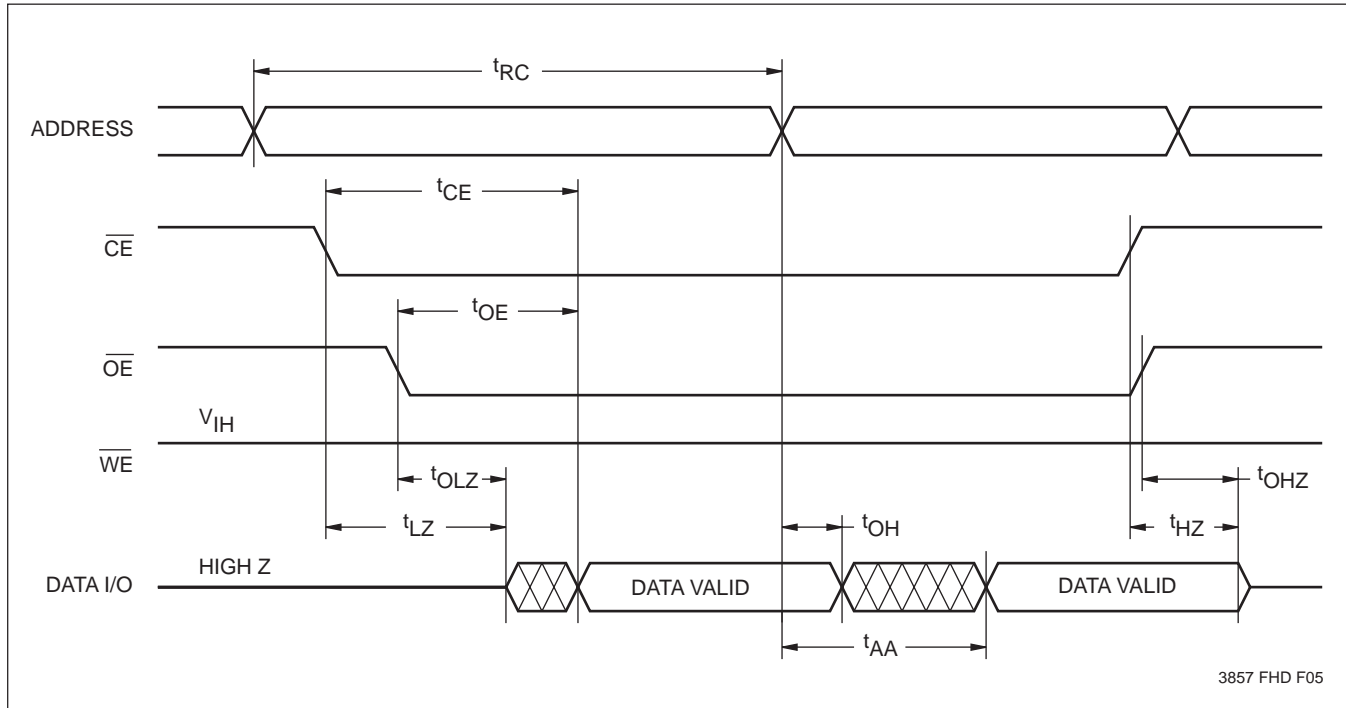 tRC
ADDRESS
tCE
CE
tOE
OE
VIH
WE
tOLZ
tOHZ
tLZ
tOH
tHZ
HIGH Z
DATA I/O
DATA VALID
DATA VALID
tAA
3857 FHD F05